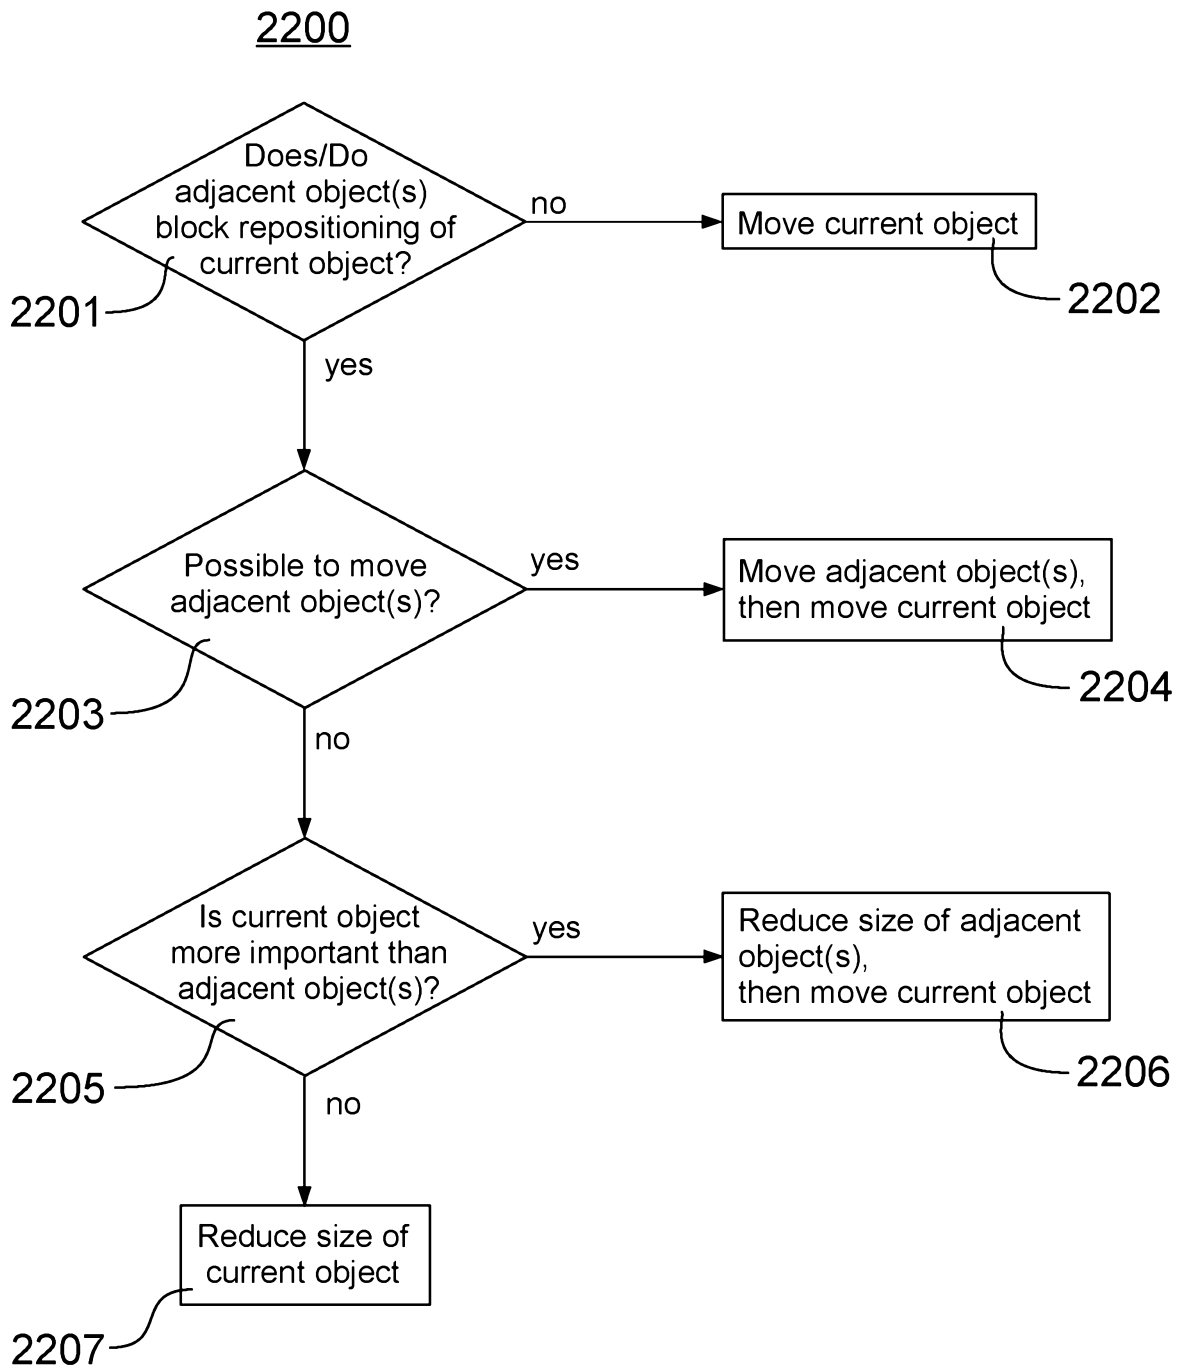 2200
Does/Do
adjacent object(s)
block repositioning of
current object?
no
Move current object
2201
2202
yes
Possible to move
adjacent object(s)?
yes
Move adjacent object(s),
then move current object
2203
2204
no
Is current object
more important than
adjacent object(s)?
yes
Reduce size of adjacent
object(s),
then move current object
2205
2206
no
Reduce size of
current object
2207